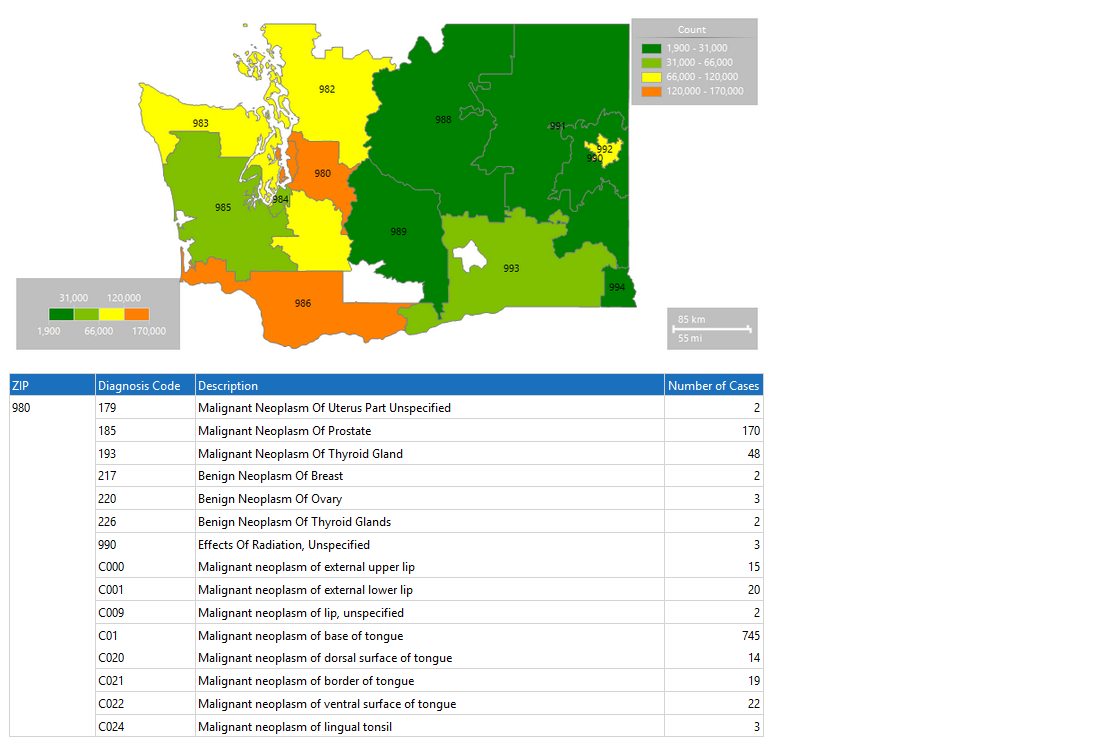 Count
1,900 - 31,000
31,000 - 66,000
66,000 - 120,000
120,000 - 170,000
982
983
988
991
992
990
980
984
985
989
993
994
986
31,000 120,000
1,900 66,000 170,000
85 km
55 mi
ZIP Diagnosis Code Description Number of Cases
980 179 Malignant Neoplasm Of Uterus Part Unspecified 2
185 Malignant Neoplasm Of Prostate 170
193 Malignant Neoplasm Of Thyroid Gland 48
217 Benign Neoplasm Of Breast 2
220 Benign Neoplasm Of Ovary 3
226 Benign Neoplasm Of Thyroid Glands 2
990 Effects Of Radiation, Unspecified 3
C000 Malignant neoplasm of external upper lip 15
C001 Malignant neoplasm of external lower lip 20
C009 Malignant neoplasm of lip, unspecified 2
C01 Malignant neoplasm of base of tongue 745
C020 Malignant neoplasm of dorsal surface of tongue 14
C021 Malignant neoplasm of border of tongue 19
C022 Malignant neoplasm of ventral surface of tongue 22
C024 Malignant neoplasm of lingual tonsil 3